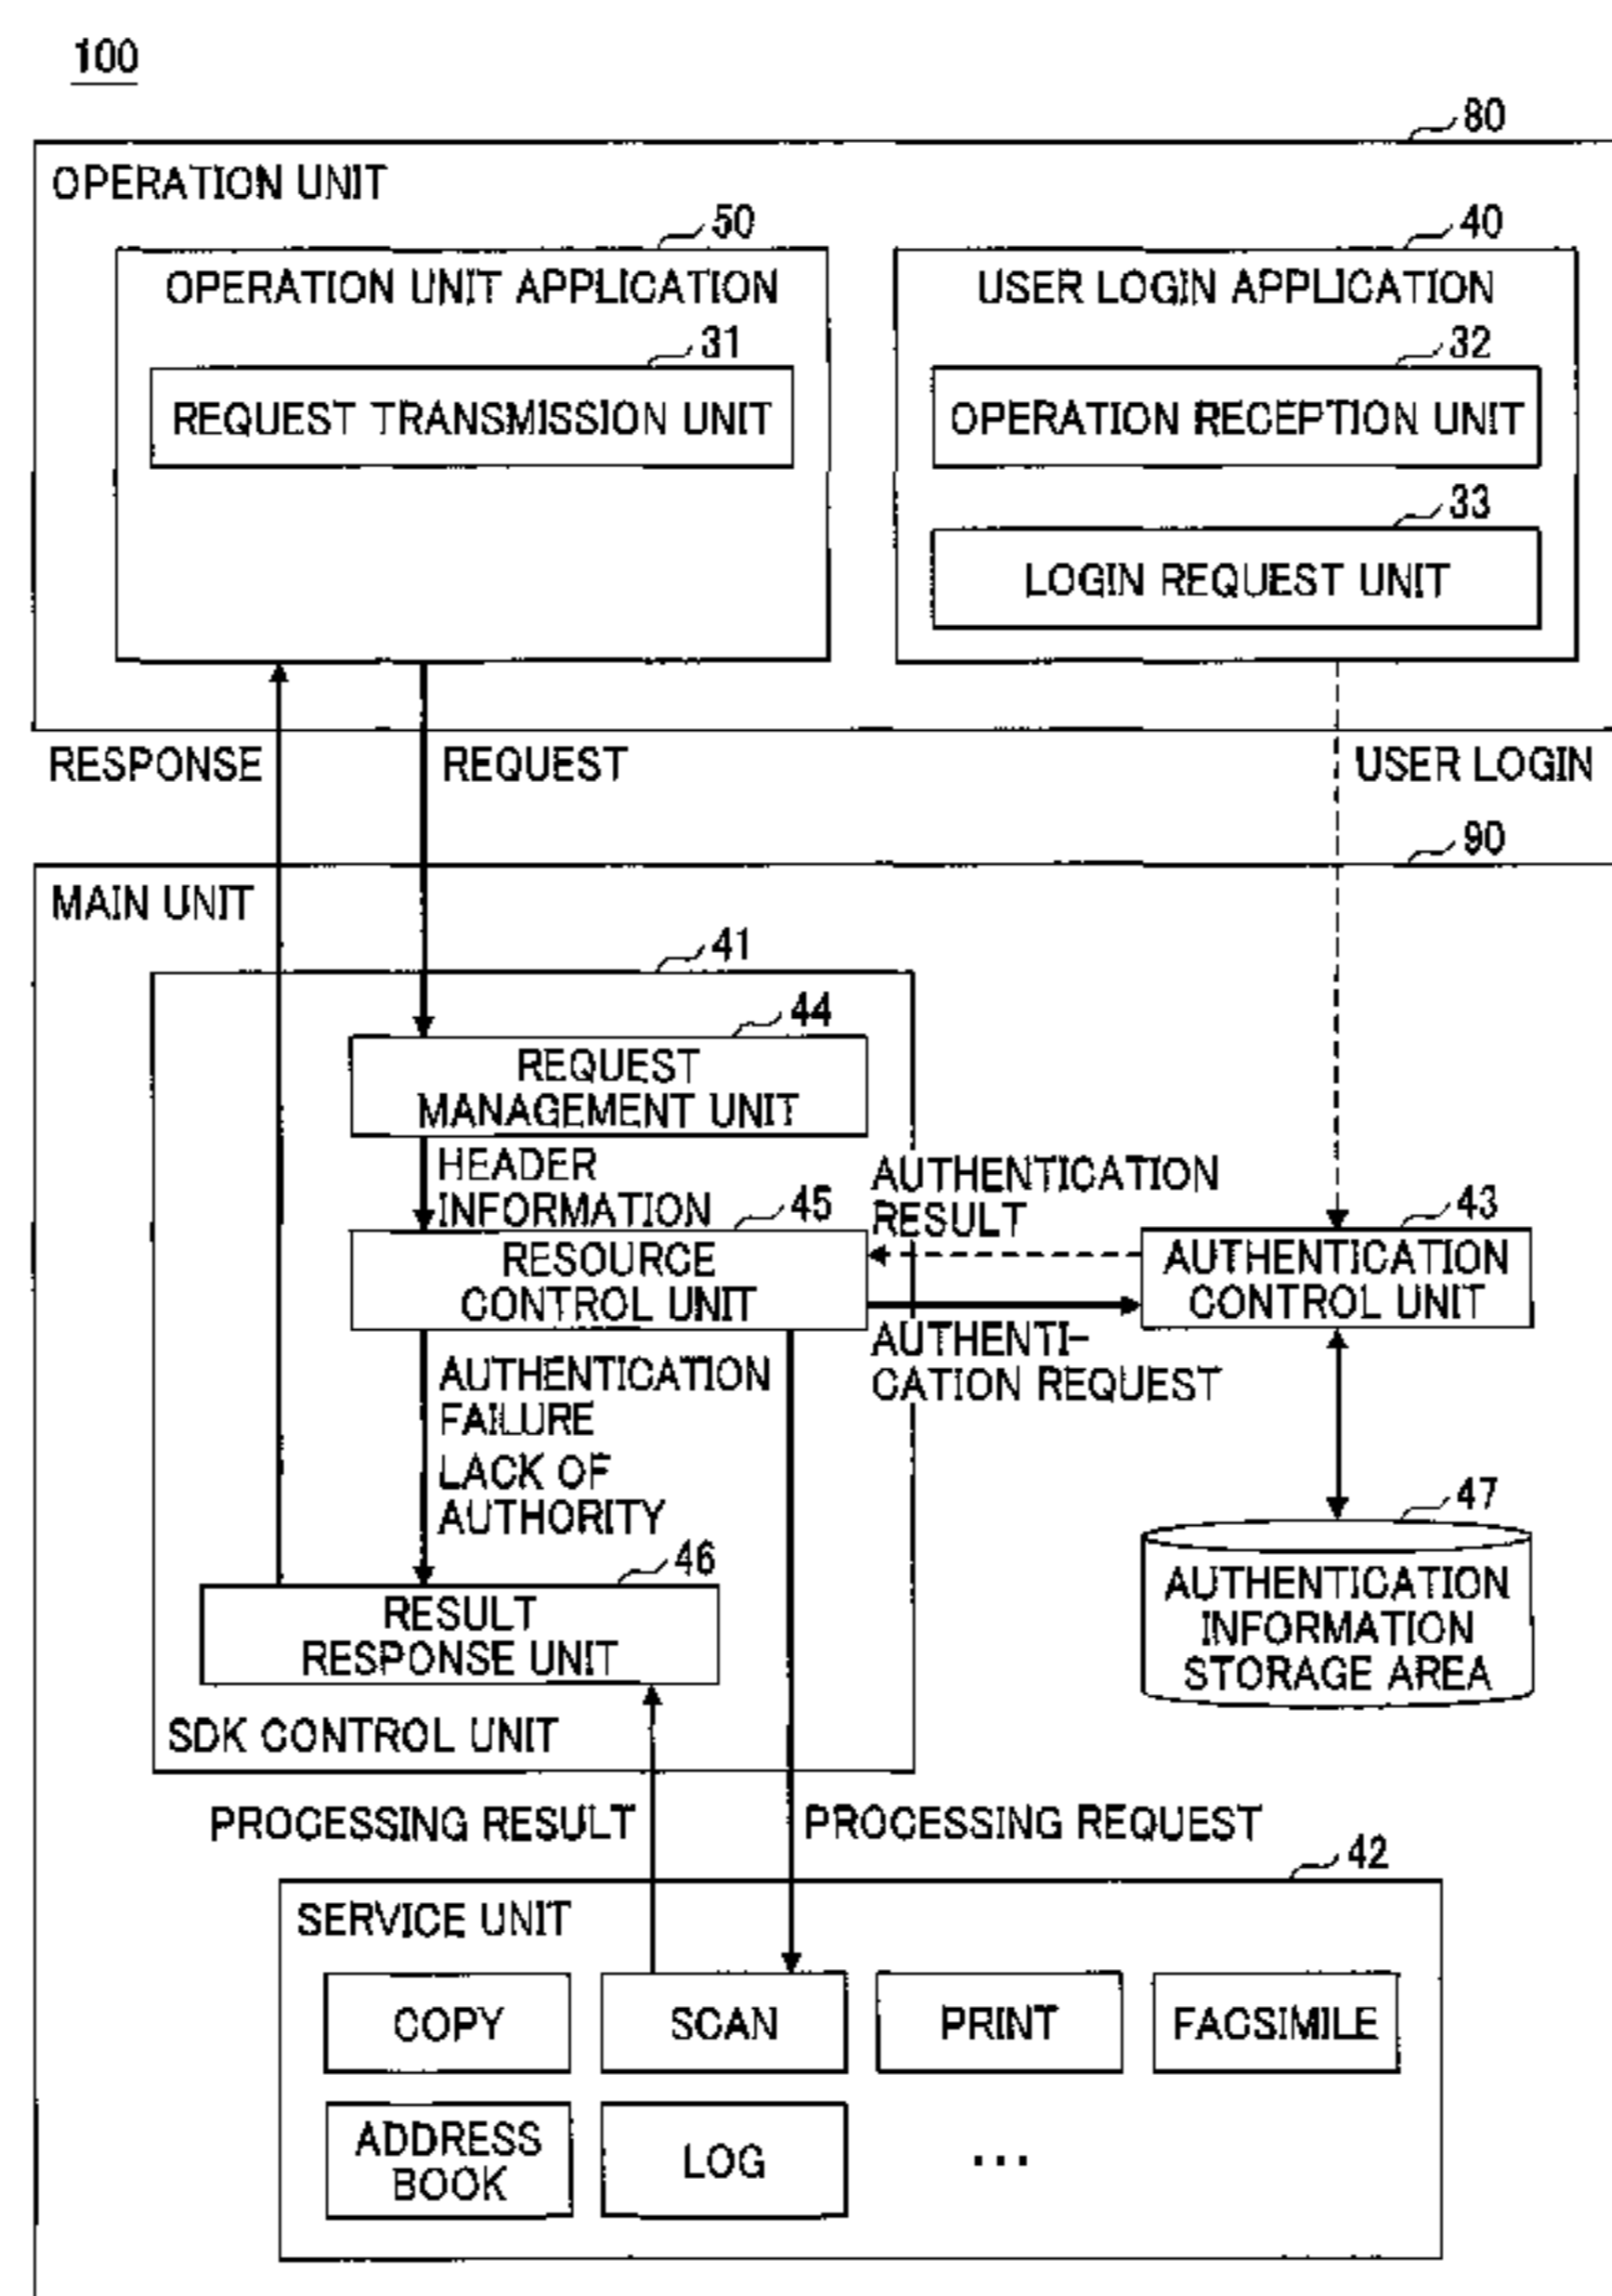 100
80
OPERATION UNIT
50
40
OPERATION UNIT APPLICATION
USER LOGIN APPLICATION
31
32
REQUEST TRANSMISSION UNIT
OPERATION RECEPTION UNIT
33
LOGIN REQUEST UNIT
RESPONSE
REQUEST
USER LOGIN
90
MAIN UNIT
41
44
REQUEST
MANAGEMENT UNIT
HEADER
INFORMATION
45
AUTHENTICATION
RESULT
43
RESOURCE
CONTROL UNIT
AUTHENTICATION
CONTROL UNIT
AUTHENTI-
CATION REQUEST
AUTHENTICATION
FAILURE
LACK OF
AUTHORITY
47
46
AUTHENTICATION
INFORMATION
STORAGE AREA
RESULT
RESPONSE UNIT
SDK CONTROL UNIT
PROCESSING RESULT
PROCESSING REQUEST
42
SERVICE UNIT
COPY
SCAN
PRINT
FACSIMILE
ADDRESS
BOOK
LOG
...